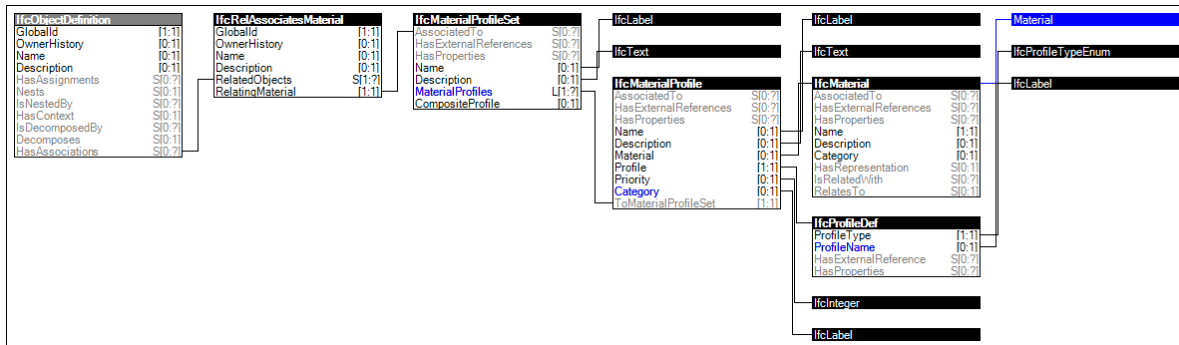 IfcObjectDefinition
GlobalId [1:1]
OwnerHistory [0:1]
Name [0:1]
Description [0:1]
HasAssignments S[0:?]
Nests S[0:1]
IsNestedBy S[0:?]
HasContext S[0:1]
IsDecomposedBy S[0:?]
Decomposes S[0:1]
HasAssociations S[0:?]
IfcRelAssociatesMaterial
GlobalId [1:1]
OwnerHistory [0:1]
Name [0:1]
Description [0:1]
RelatedObjects S[1:?]
RelatingMaterial [1:1]
IfcMaterialProfileSet
AssociatedTo S[0:?]
HasExternalReferences S[0:?]
HasProperties S[0:?]
Name [0:1]
Description [0:1]
MaterialProfiles L[1:?]
CompositeProfile [0:1]
IfcLabel
IfcText
IfcMaterialProfile
AssociatedTo S[0:?]
HasExternalReferences S[0:?]
HasProperties S[0:?]
Name [0:1]
Description [0:1]
Material [0:1]
Profile [1:1]
Priority [0:1]
Category [0:1]
ToMaterialProfileSet [1:1]
IfcLabel
IfcText
IfcMaterial
AssociatedTo S[0:?]
HasExternalReferences S[0:?]
HasProperties S[0:?]
Name [1:1]
Description [0:1]
Category [0:1]
HasRepresentation S[0:1]
IsRelatedWith S[0:?]
RelatesTo S[0:1]
IfcProfileDef
ProfileType [1:1]
ProfileName [0:1]
HasExternalReference S[0:?]
HasProperties S[0:?]
IfcInteger
IfcLabel
Material
IfcProfileTypeEnum
IfcLabel